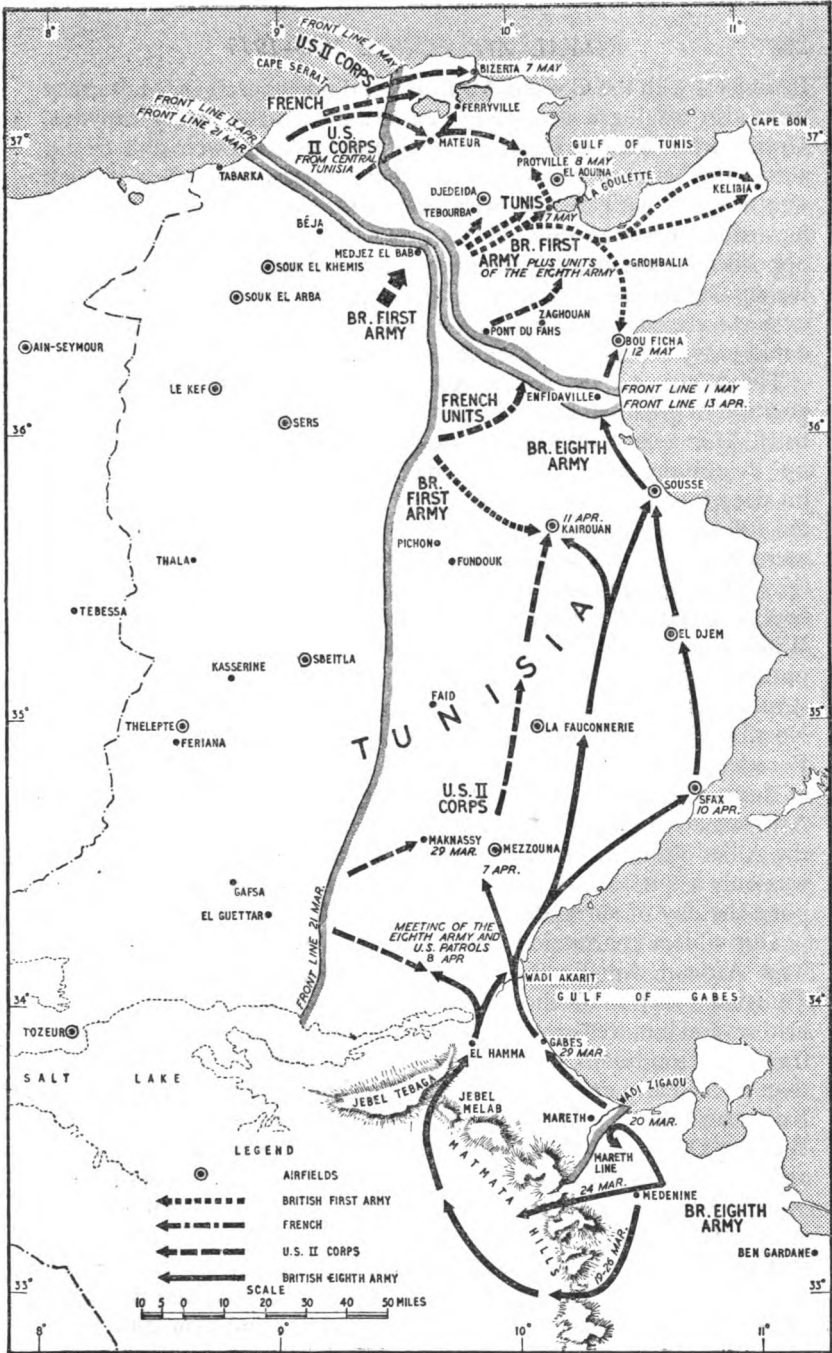 8°
9°
10°
11°
FRONT LINE 1 MAY
U.S. II CORPS
CAPE SERRAT
BIZERTA 7 MAY
FRENCH
FERRYVILLE
FRONT LINE 13 APR.
FRONT LINE 21 MAR.
37°
37°
U.S.
II CORPS
FROM CENTRAL
TUNISIA
MATEUR
GULF OF TUNIS
CAPE BON
PROTVILLE 8 MAY
EL AOUINA
TABARKA
LA GOULETTE
KELIBIA
DJEDEIDA
TUNIS
7 MAY
TEBOURBA
BÉJA
BR. FIRST
ARMY PLUS UNITS
OF THE EIGHTH ARMY
MEDJEZ EL BAB
GROMBALIA
SOUK EL KHEMIS
SOUK EL ARBA
BR. FIRST
ARMY
ZAGHOUAN
PONT DU FAHS
BOU FICHA
12 MAY
AIN-SEYMOUR
LE KEF
FRENCH
UNITS
ENFIDAVILLE
FRONT LINE 1 MAY
FRONT LINE 13 APR.
SERS
36°
36°
BR. EIGHTH
ARMY
BR.
FIRST
ARMY
SOUSSE
11 APR.
KAIROUAN
PICHON
FUNDOUK
THALA
TEBESSA
EL DJEM
SBEITLA
KASSERINE
TUNISIA
FAID
35°
35°
THELEPTE
FERIANA
LA FAUCONNERIE
U.S. II
CORPS
SFAX
10 APR.
MAKNASSY
29 MAR.
MEZZOUNA
7 APR.
GAFSA
EL GUETTAR
FRONT LINE 21 MAR.
MEETING OF THE
EIGHTH ARMY AND
U.S. PATROLS
8 APR
WADI AKARIT
34°
34°
GULF OF GABES
TOZEUR
EL HAMMA
GABES
29 MAR.
SALT LAKE
JEBEL TEBAGA
JEBEL
MELAB
WADI ZIGAOU
MARETH
20 MAR.
MARETH
LINE
MATMATA HILLS
24 MAR.
MEDENINE
BR. EIGHTH
ARMY
19-26 MAR.
BEN GARDANE
33°
33°
LEGEND
AIRFIELDS
BRITISH FIRST ARMY
FRENCH
U.S. II CORPS
BRITISH EIGHTH ARMY
SCALE
10 5 0 10 20 30 40 50 MILES
8°
9°
10°
11°